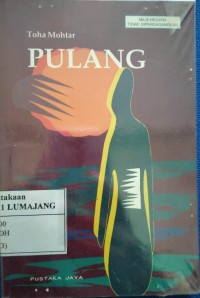 MILIK NEGARA
TIDAK DIPERDAGANGKAN
Toha Mohtar
PULANG
takaan
1 LUMAJANG
00
OH
3)
PUSTAKA JAYA